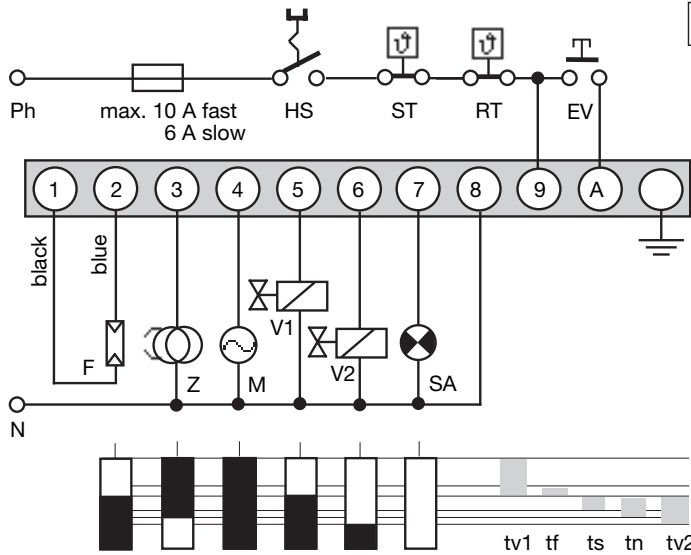 ϑ ϑ
Ph max. 10 A fast HS ST RT EV
6 A slow
1 2 3 4 5 6 7 8 9 A
black
blue
V1
V2
F Z M SA
N
tv1 tf ts tn tv2